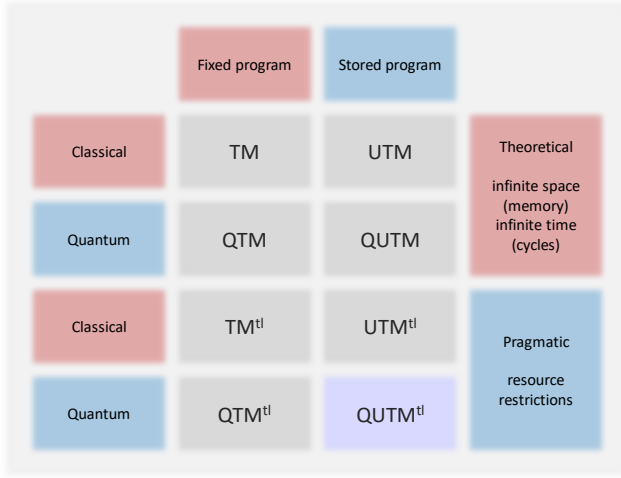 Fixed program
Stored program
Classical
TM
UTM
Theoretical
infinite space
(memory)
infinite time
(cycles)
Quantum
QTM
QUTM
Classical
TM^tl
UTM^tl
Pragmatic
resource
restrictions
Quantum
QTM^tl
QUTM^tl